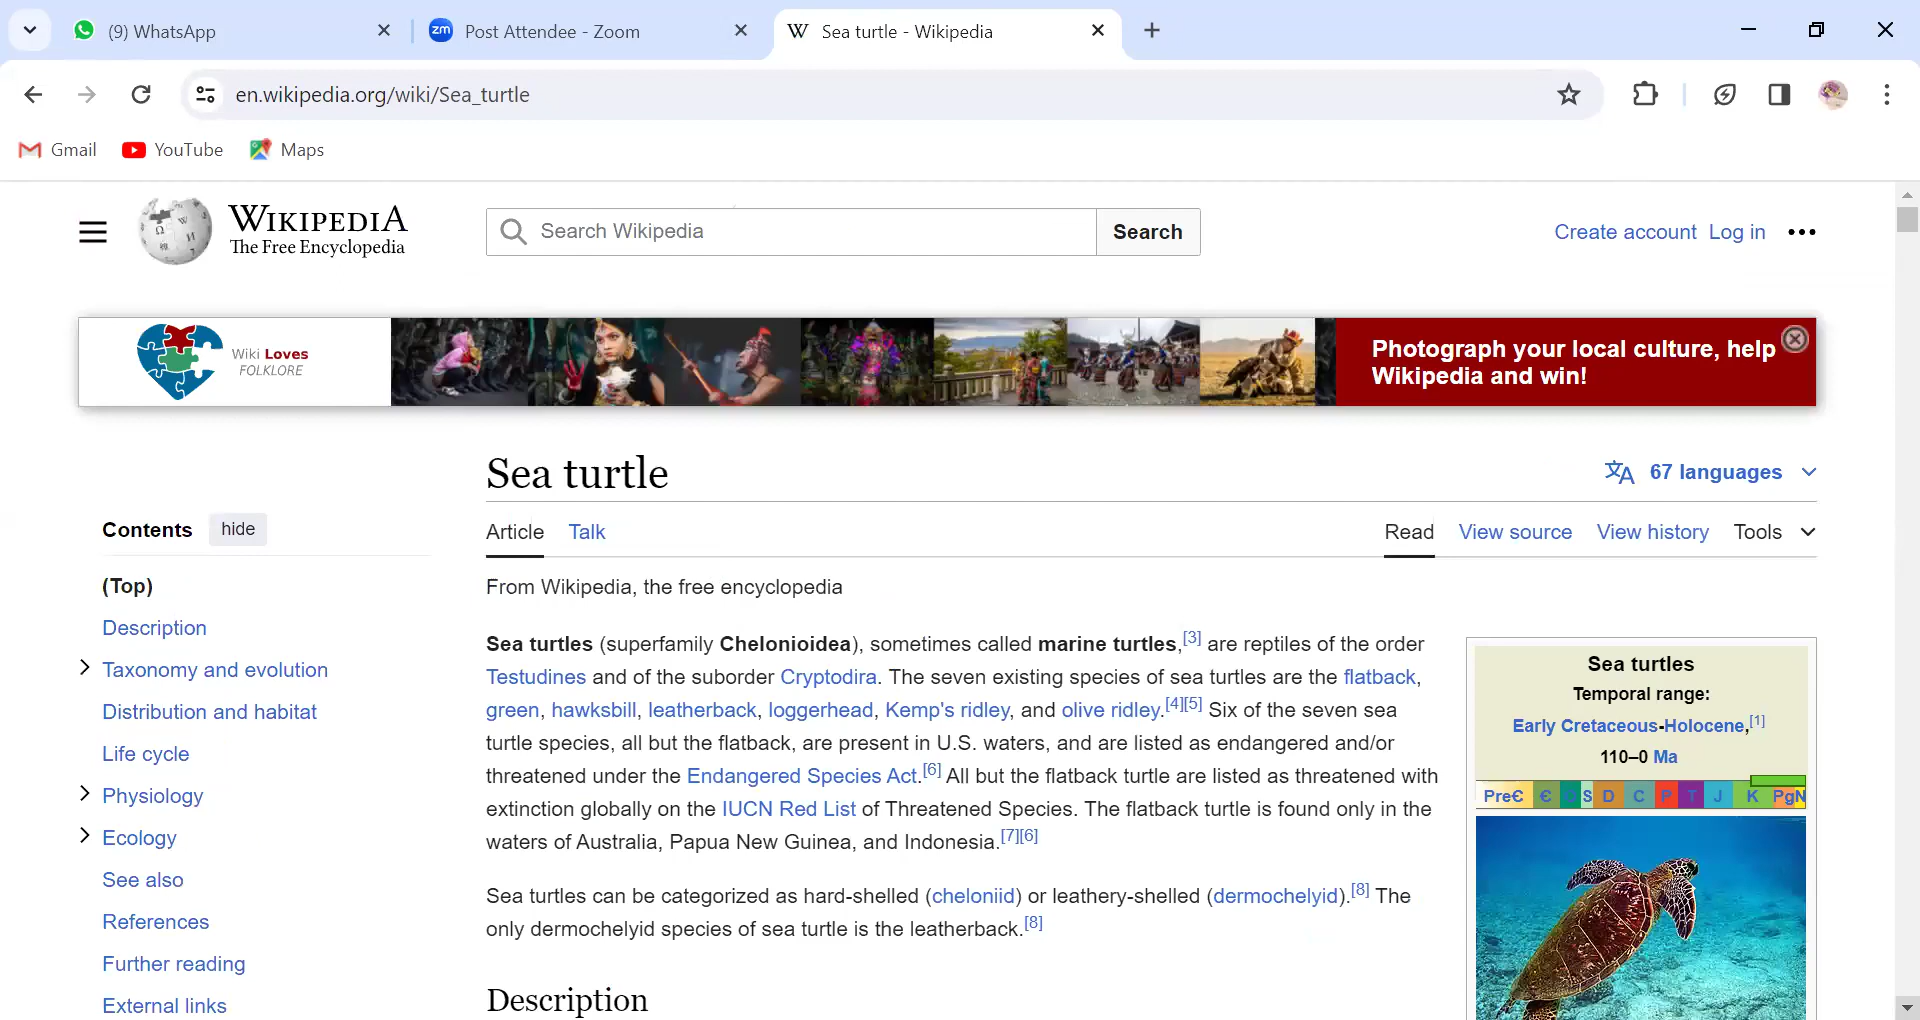 (9) WhatsApp
zm Post Attendee - Zoom
W Sea turtle - Wikipedia
en.wikipedia.org/wiki/Sea_turtle
Gmail YouTube Maps
WIKIPEDIA
The Free Encyclopedia
Search Wikipedia
Search
Create account Log in
Wiki Loves
FOLKLORE
Photograph your local culture, help
Wikipedia and win!
Sea turtle
67 languages
Contents hide
Article Talk
Read View source View history Tools
(Top)
Description
Taxonomy and evolution
Distribution and habitat
Life cycle
Physiology
Ecology
See also
References
Further reading
External links
From Wikipedia, the free encyclopedia
Sea turtles (superfamily Chelonioidea), sometimes called marine turtles,[3] are reptiles of the order
Testudines and of the suborder Cryptodira. The seven existing species of sea turtles are the flatback,
green, hawksbill, leatherback, loggerhead, Kemp's ridley, and olive ridley.[4][5] Six of the seven sea
turtle species, all but the flatback, are present in U.S. waters, and are listed as endangered and/or
threatened under the Endangered Species Act.[6] All but the flatback turtle are listed as threatened with
extinction globally on the IUCN Red List of Threatened Species. The flatback turtle is found only in the
waters of Australia, Papua New Guinea, and Indonesia.[7][6]
Sea turtles can be categorized as hard-shelled (cheloniid) or leathery-shelled (dermochelyid).[8] The
only dermochelyid species of sea turtle is the leatherback.[8]
Description
Sea turtles
Temporal range:
Early Cretaceous-Holocene,[1]
110–0 Ma
PreꞒ Ꞓ O S D C P T J K PgN